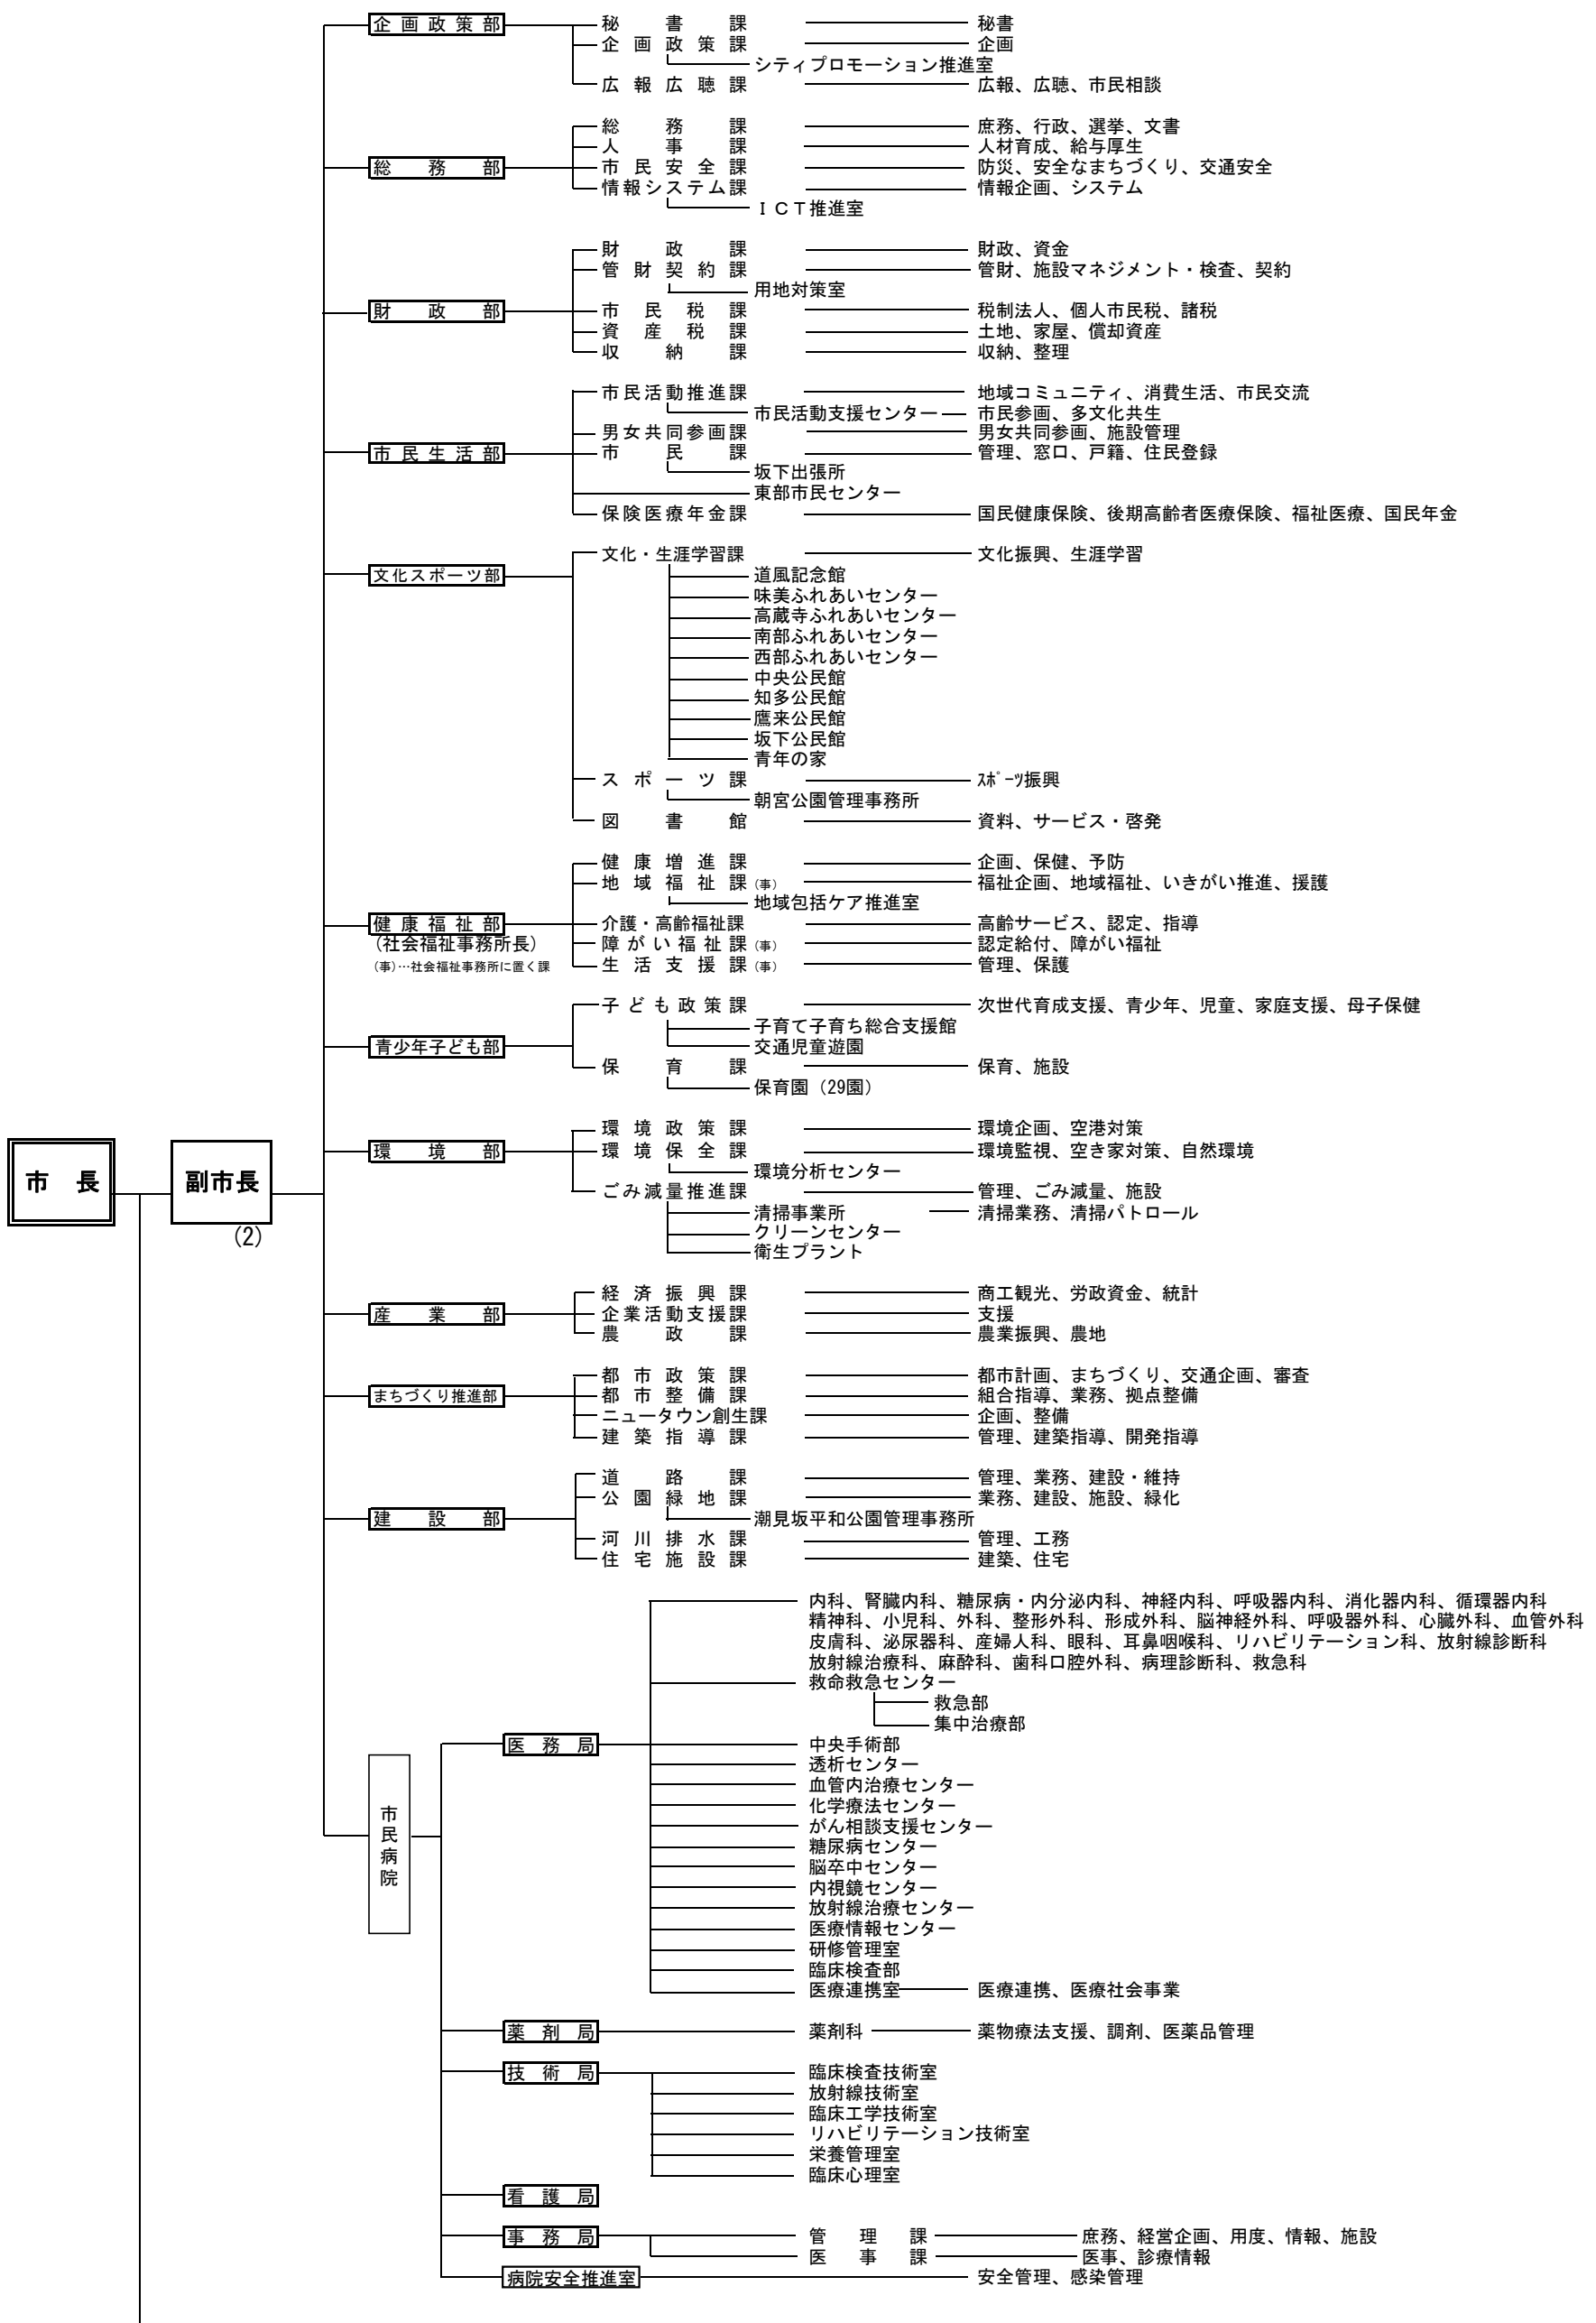 企画政策部 秘書課 秘書
企画政策課 企画
シティプロモーション推進室
広報広聴課 広報、広聴、市民相談
総務課 庶務、行政、選挙、文書
人事課 人材育成、給与厚生
総務部 市民安全課 防災、安全なまちづくり、交通安全
情報システム課 情報企画、システム
ＩＣＴ推進室
財政課 財政、資金
管財契約課 管財、施設マネジメント・検査、契約
用地対策室
財政部 市民税課 税制法人、個人市民税、諸税
資産税課 土地、家屋、償却資産
収納課 収納、整理
市民活動推進課 地域コミュニティ、消費生活、市民交流
市民活動支援センター 市民参画、多文化共生
男女共同参画課 男女共同参画、施設管理
市民生活部 市民課 管理、窓口、戸籍、住民登録
坂下出張所
東部市民センター
保険医療年金課 国民健康保険、後期高齢者医療保険、福祉医療、国民年金
文化・生涯学習課 文化振興、生涯学習
文化スポーツ部 道風記念館
味美ふれあいセンター
高蔵寺ふれあいセンター
南部ふれあいセンター
西部ふれあいセンター
中央公民館
知多公民館
鷹来公民館
坂下公民館
青年の家
スポーツ課 ｽﾎﾟｰﾂ振興
朝宮公園管理事務所
図書館 資料、サービス・啓発
健康増進課 企画、保健、予防
地域福祉課（事） 福祉企画、地域福祉、いきがい推進、援護
地域包括ケア推進室
健康福祉部 介護・高齢福祉課 高齢サービス、認定、指導
（社会福祉事務所長） 障がい福祉課（事） 認定給付、障がい福祉
（事）…社会福祉事務所に置く課 生活支援課（事） 管理、保護
子ども政策課 次世代育成支援、青少年、児童、家庭支援、母子保健
子育て子育ち総合支援館
青少年子ども部 交通児童遊園
保育課 保育、施設
保育園（29園）
環境政策課 環境企画、空港対策
環境部 環境保全課 環境監視、空き家対策、自然環境
環境分析センター
市長 副市長 ごみ減量推進課 管理、ごみ減量、施設
清掃事業所 清掃業務、清掃パトロール
(2) クリーンセンター
衛生プラント
経済振興課 商工観光、労政資金、統計
産業部 企業活動支援課 支援
農政課 農業振興、農地
都市政策課 都市計画、まちづくり、交通企画、審査
まちづくり推進部 都市整備課 組合指導、業務、拠点整備
ニュータウン創生課 企画、整備
建築指導課 管理、建築指導、開発指導
道路課 管理、業務、建設・維持
公園緑地課 業務、建設、施設、緑化
建設部 潮見坂平和公園管理事務所
河川排水課 管理、工務
住宅施設課 建築、住宅
内科、腎臓内科、糖尿病・内分泌内科、神経内科、呼吸器内科、消化器内科、循環器内科
精神科、小児科、外科、整形外科、形成外科、脳神経外科、呼吸器外科、心臓外科、血管外科
皮膚科、泌尿器科、産婦人科、眼科、耳鼻咽喉科、リハビリテーション科、放射線診断科
放射線治療科、麻酔科、歯科口腔外科、病理診断科、救急科
救命救急センター
救急部
集中治療部
医務局 中央手術部
透析センター
血管内治療センター
化学療法センター
市民病院 がん相談支援センター
糖尿病センター
脳卒中センター
内視鏡センター
放射線治療センター
医療情報センター
研修管理室
臨床検査部
医療連携室 医療連携、医療社会事業
薬剤局 薬剤科 薬物療法支援、調剤、医薬品管理
技術局 臨床検査技術室
放射線技術室
臨床工学技術室
リハビリテーション技術室
栄養管理室
臨床心理室
看護局
事務局 管理課 庶務、経営企画、用度、情報、施設
医事課 医事、診療情報
病院安全推進室 安全管理、感染管理